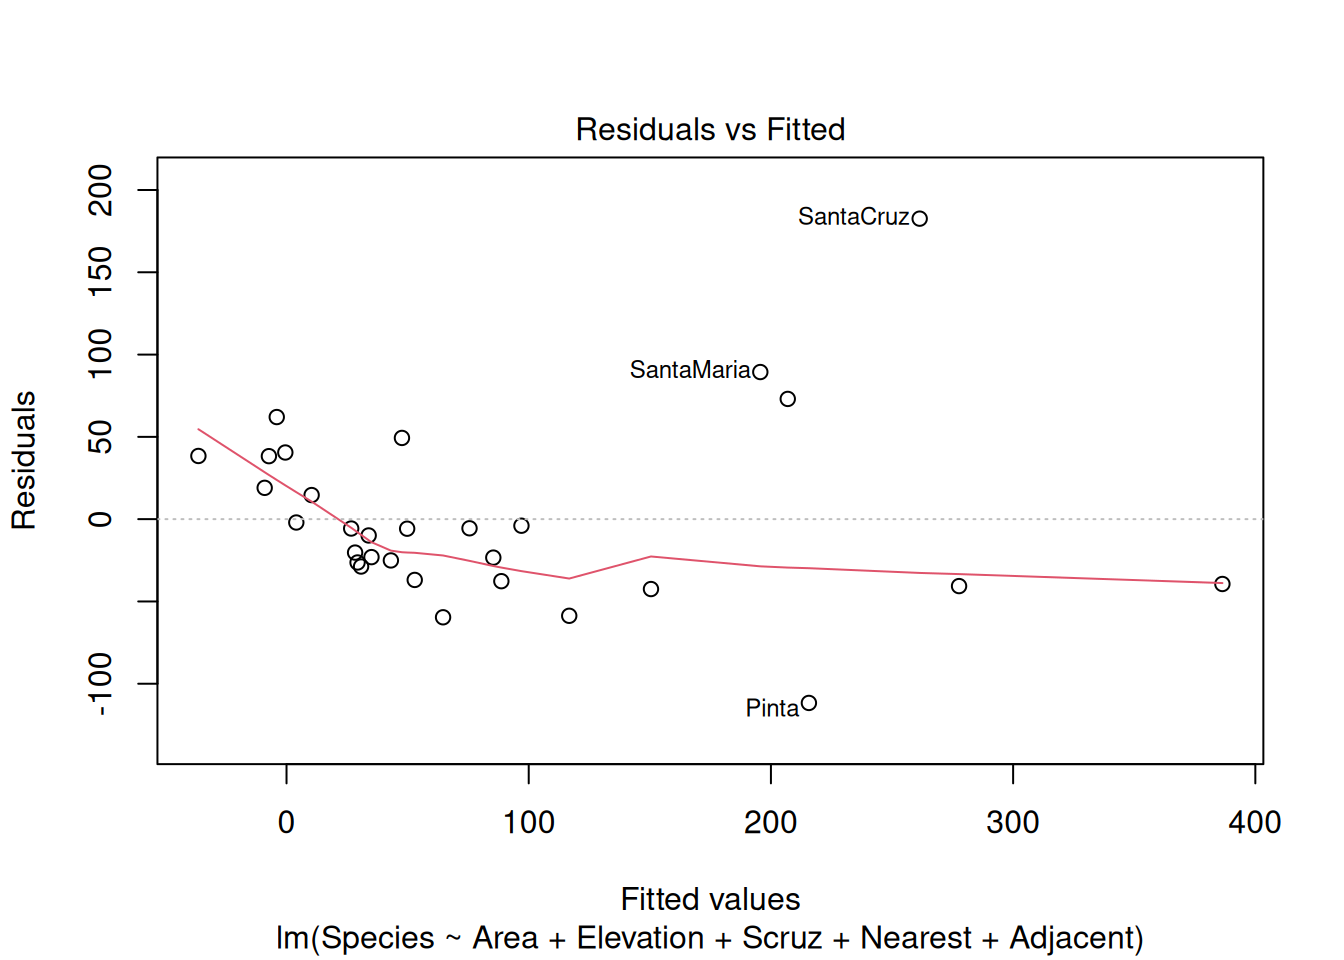 Residuals vs Fitted
200
150
100
50
0
-100
Residuals
SantaCruz
SantaMaria
Pinta
0 100 200 300 400
Fitted values
lm(Species ~ Area + Elevation + Scruz + Nearest + Adjacent)